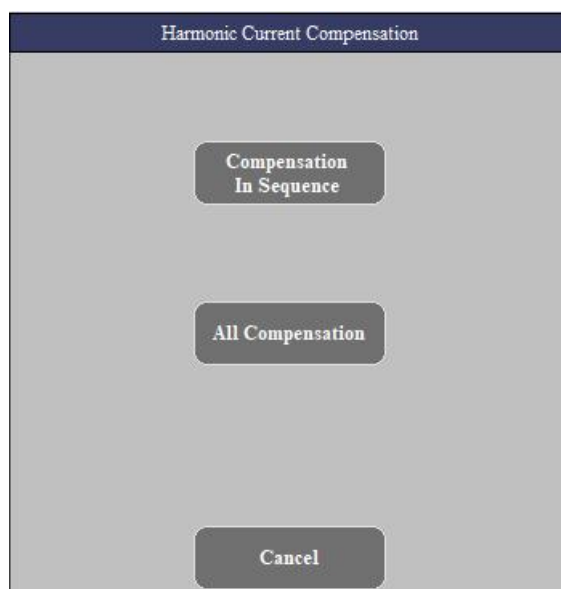 Harmonic Current Compensation
Compensation
In Sequence
All Compensation
Cancel